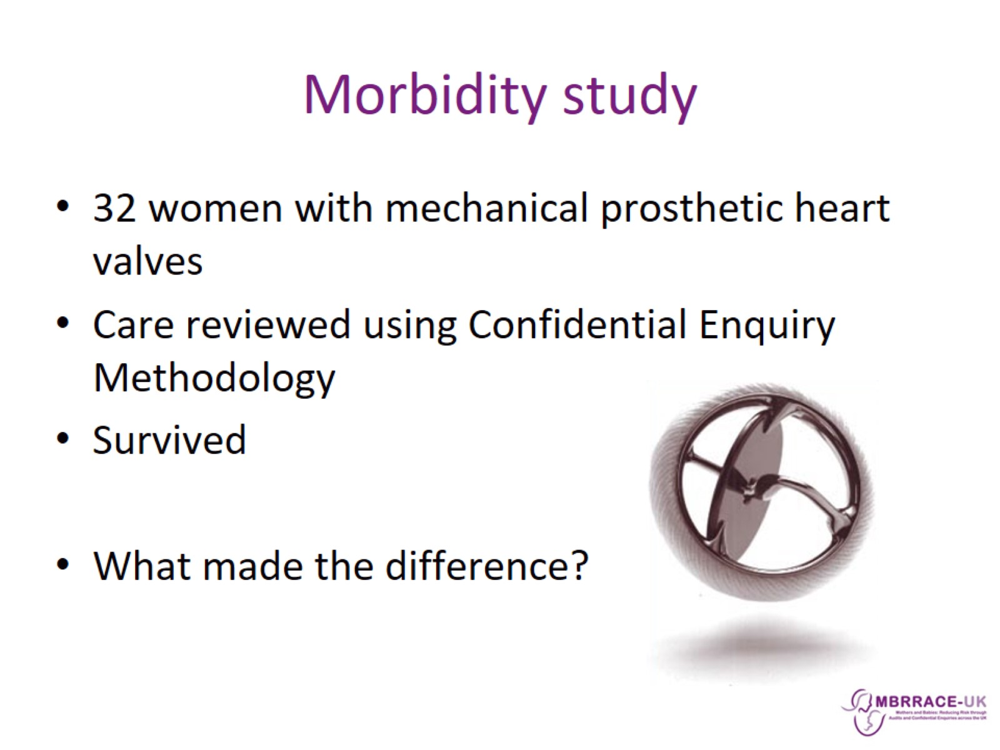 Morbidity study
• 32 women with mechanical prosthetic heart
valves
• Care reviewed using Confidential Enquiry
Methodology
• Survived
• What made the difference?
MBRRACE-UK
Mothers and Babies: Reducing Risk through
Audits and Confidential Enquiries across the UK